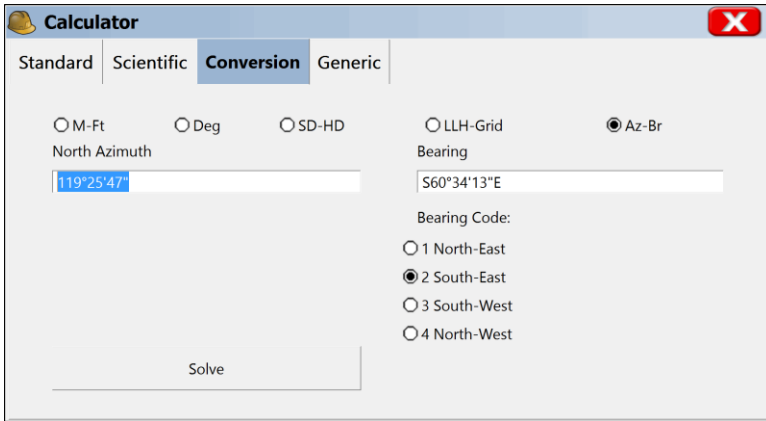 Calculator
Standard Scientific Conversion Generic
M-Ft Deg SD-HD LLH-Grid Az-Br
North Azimuth Bearing
119°25'47" S60°34'13"E
Bearing Code:
1 North-East
2 South-East
3 South-West
4 North-West
Solve